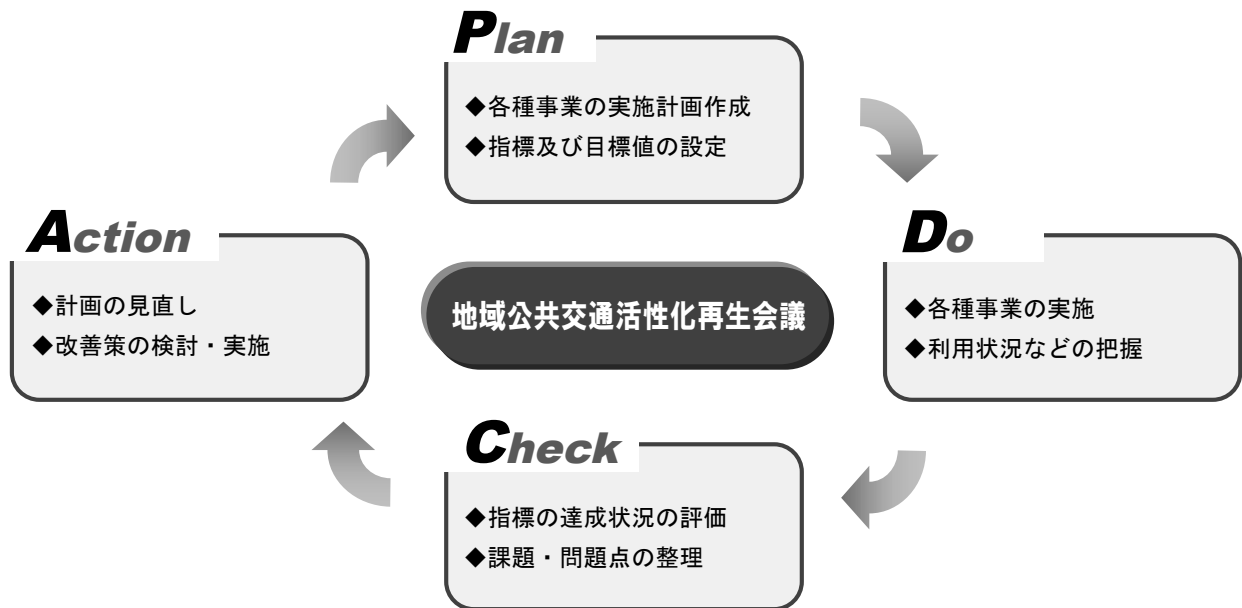 Plan
◆各種事業の実施計画作成
◆指標及び目標値の設定
Action
◆計画の見直し
◆改善策の検討・実施
地域公共交通活性化再生会議
Do
◆各種事業の実施
◆利用状況などの把握
Check
◆指標の達成状況の評価
◆課題・問題点の整理